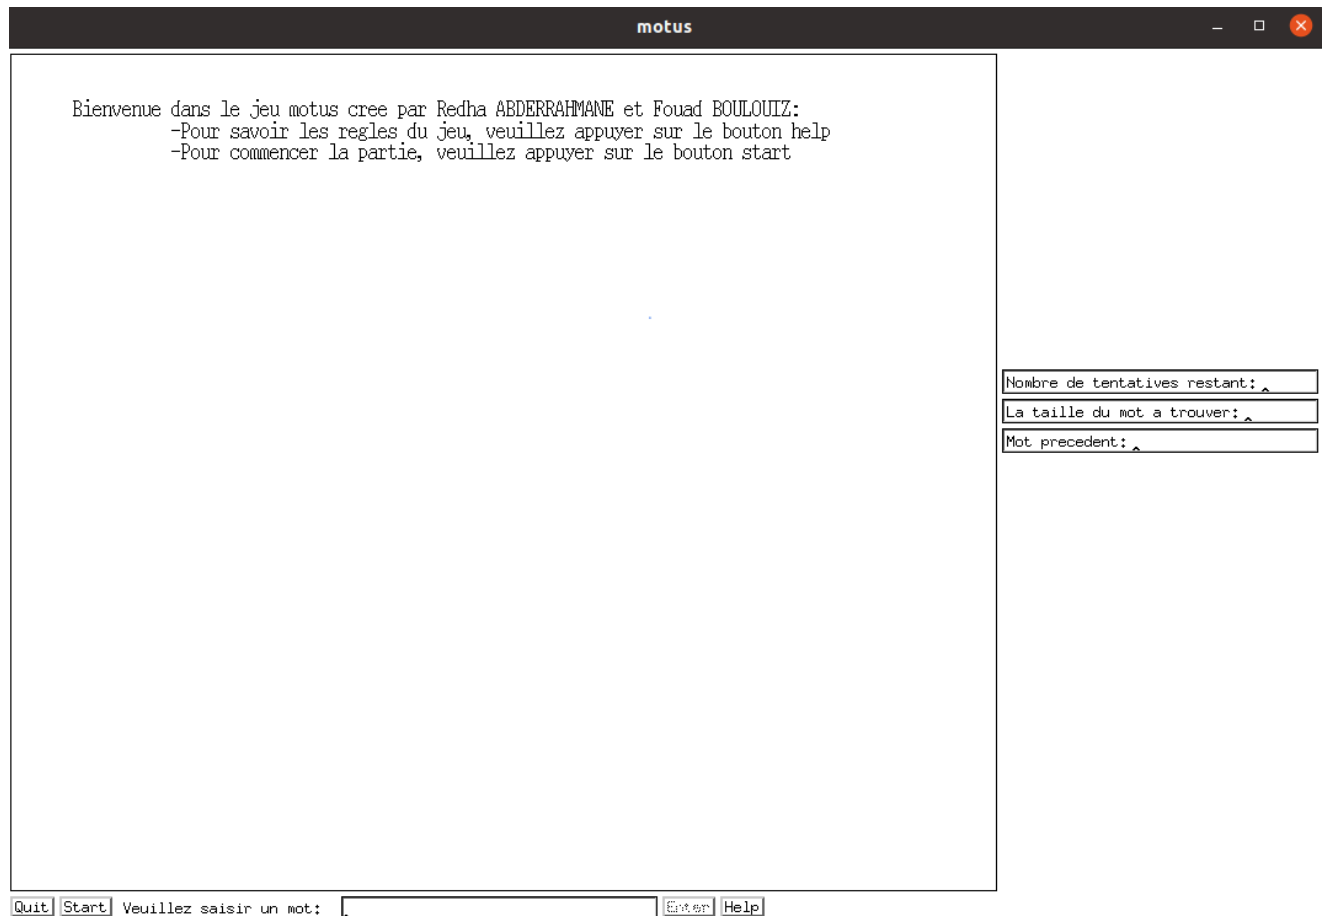 motus
Bienvenue dans le jeu motus cree par Redha ABDERRAHMANE et Fouad BOULOUIZ:
-Pour savoir les regles du jeu, veuillez appuyer sur le bouton help
-Pour commencer la partie, veuillez appuyer sur le bouton start
Nombre de tentatives restant:
La taille du mot a trouver:
Mot precedent:
Quit Start Veuillez saisir un mot: Enter Help